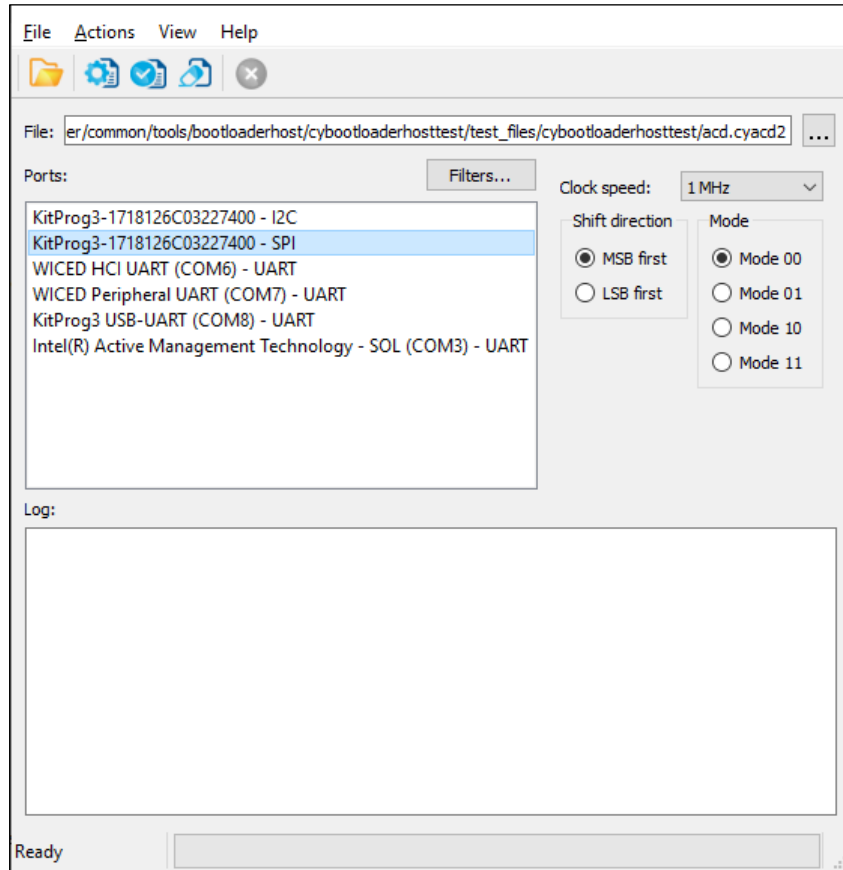 File Actions View Help
File: er/common/tools/bootloaderhost/cybootloaderhosttest/test_files/cybootloaderhosttest/acd.cyacd2 ...
Ports: Filters...
KitProg3-1718126C03227400 - I2C
KitProg3-1718126C03227400 - SPI
WICED HCI UART (COM6) - UART
WICED Peripheral UART (COM7) - UART
KitProg3 USB-UART (COM8) - UART
Intel(R) Active Management Technology - SOL (COM3) - UART
Clock speed: 1 MHz
Shift direction
MSB first
LSB first
Mode
Mode 00
Mode 01
Mode 10
Mode 11
Log:
Ready